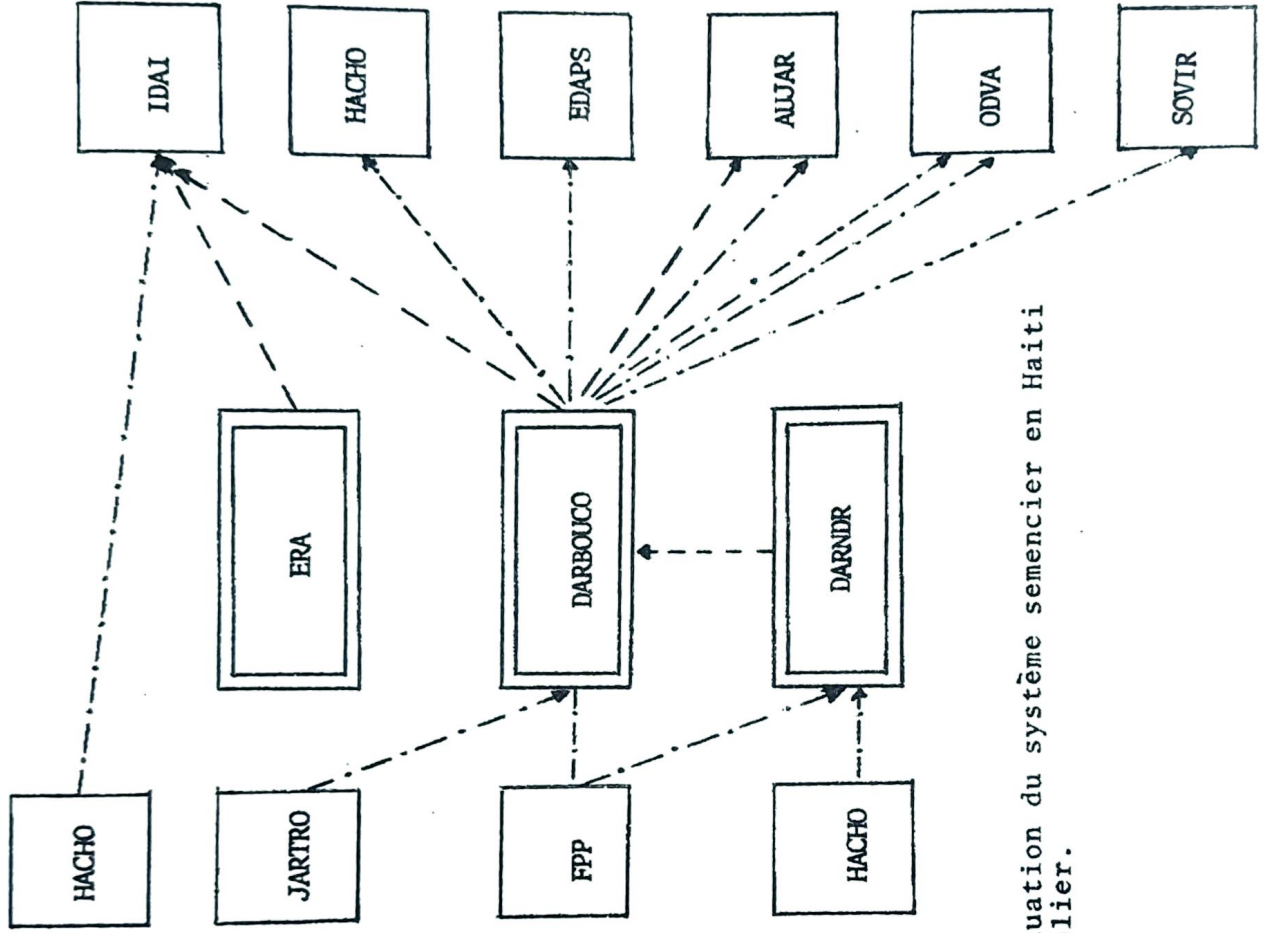 HACHO
JARTRO
FPP
HACHO
ERA
DARBOUCO
DARNDR
IDAI
HACHO
EDAPS
AUJAR
ODVA
SOVIR
uation du système semencier en Haiti
lier.